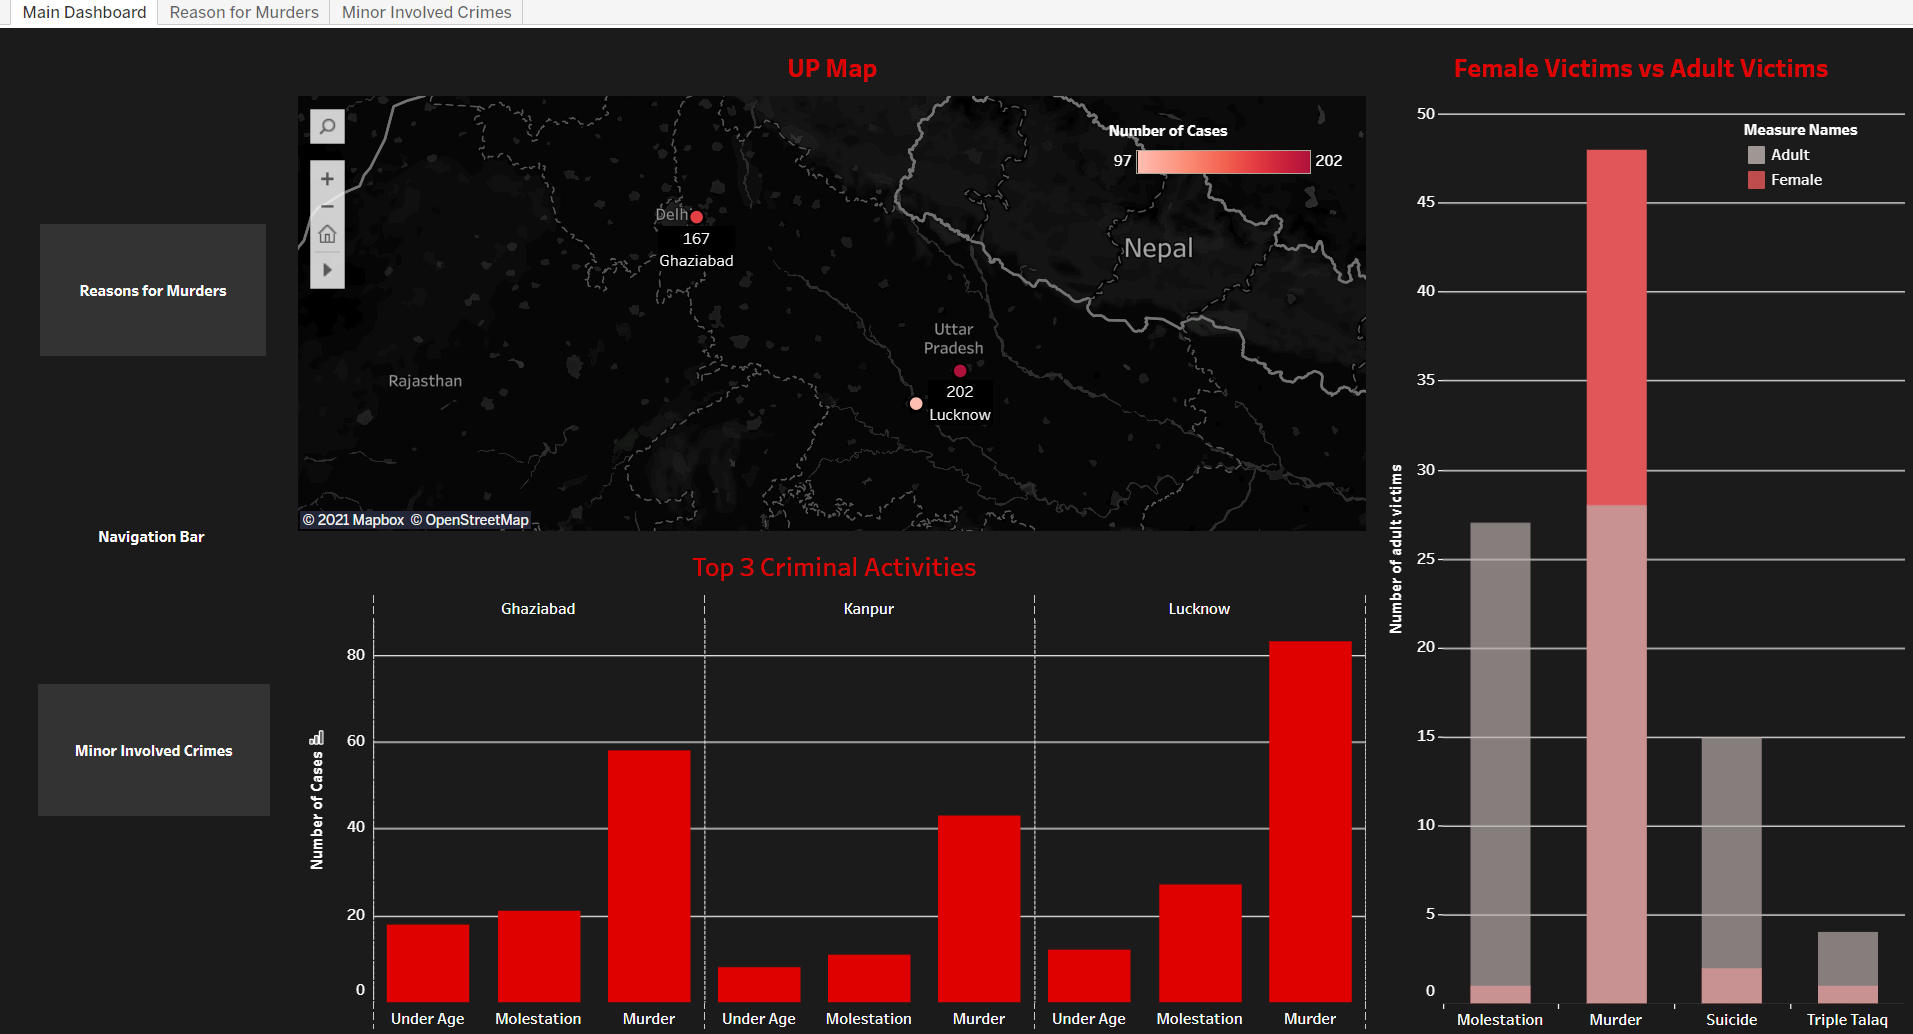 Main Dashboard
Reason for Murders
Minor Involved Crimes
Reasons for Murders
Navigation Bar
Minor Involved Crimes
UP Map
Number of Cases
97
202
Delh
167
Ghaziabad
Nepal
Uttar
Pradesh
202
Lucknow
Rajasthan
© 2021 Mapbox © OpenStreetMap
Top 3 Criminal Activities
Ghaziabad
Kanpur
Lucknow
Number of Cases
80
60
40
20
0
Under Age
Molestation
Murder
Under Age
Molestation
Murder
Under Age
Molestation
Murder
Female Victims vs Adult Victims
Measure Names
Adult
Female
Number of adult victims
50
45
40
35
30
25
20
15
10
5
0
Molestation
Murder
Suicide
Triple Talaq